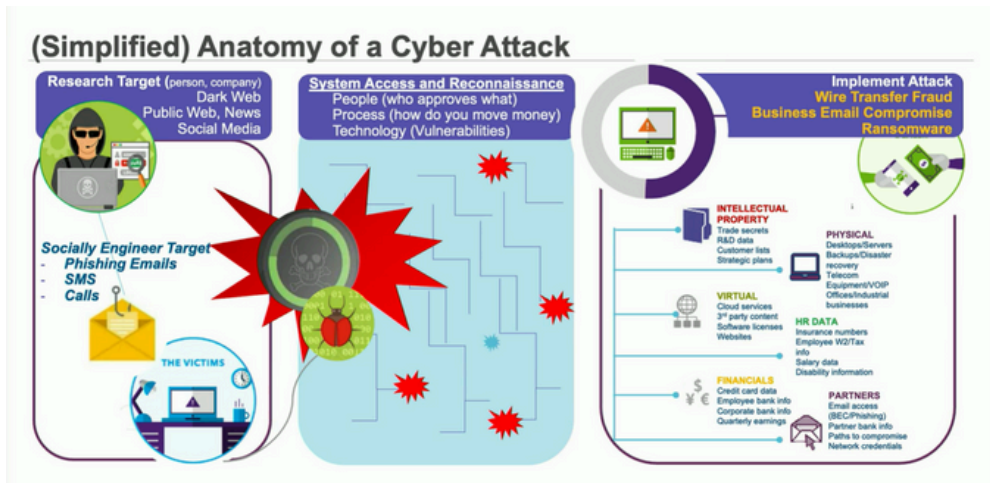 (Simplified) Anatomy of a Cyber Attack
Research Target (person, company)
Dark Web
Public Web, News
Social Media
Socially Engineer Target
- Phishing Emails
- SMS
- Calls
THE VICTIMS
System Access and Reconnaissance
People (who approves what)
Process (how do you move money)
Technology (Vulnerabilities)
Implement Attack
Wire Transfer Fraud
Business Email Compromise
Ransomware
INTELLECTUAL
PROPERTY
Trade secrets
R&D data
Customer lists
Strategic plans
PHYSICAL
Desktops/Servers
Backups/Disaster
recovery
Telecom
Equipment/VOIP
Offices/Industrial
businesses
VIRTUAL
Cloud services
3rd party content
Software licenses
Websites
HR DATA
Insurance numbers
Employee W2/Tax
info
Salary data
Disability information
FINANCIALS
Credit card data
Employee bank info
Corporate bank info
Quarterly earnings
PARTNERS
Email access
(BEC/Phishing)
Partner bank info
Paths to compromise
Network credentials